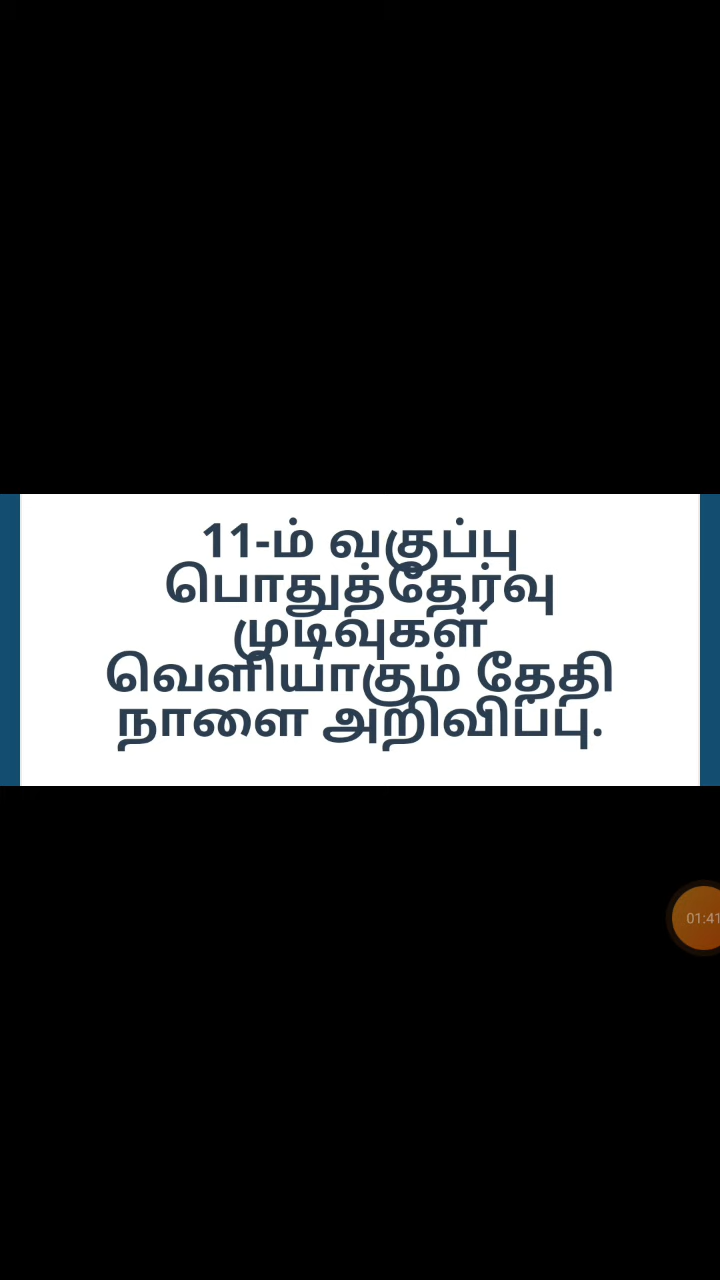 11-ம் வகுப்பு
பொதுத்தேர்வு
முடிவுகள்
வெளியாகும் தேதி
நாளை அறிவிப்பு.
01:41